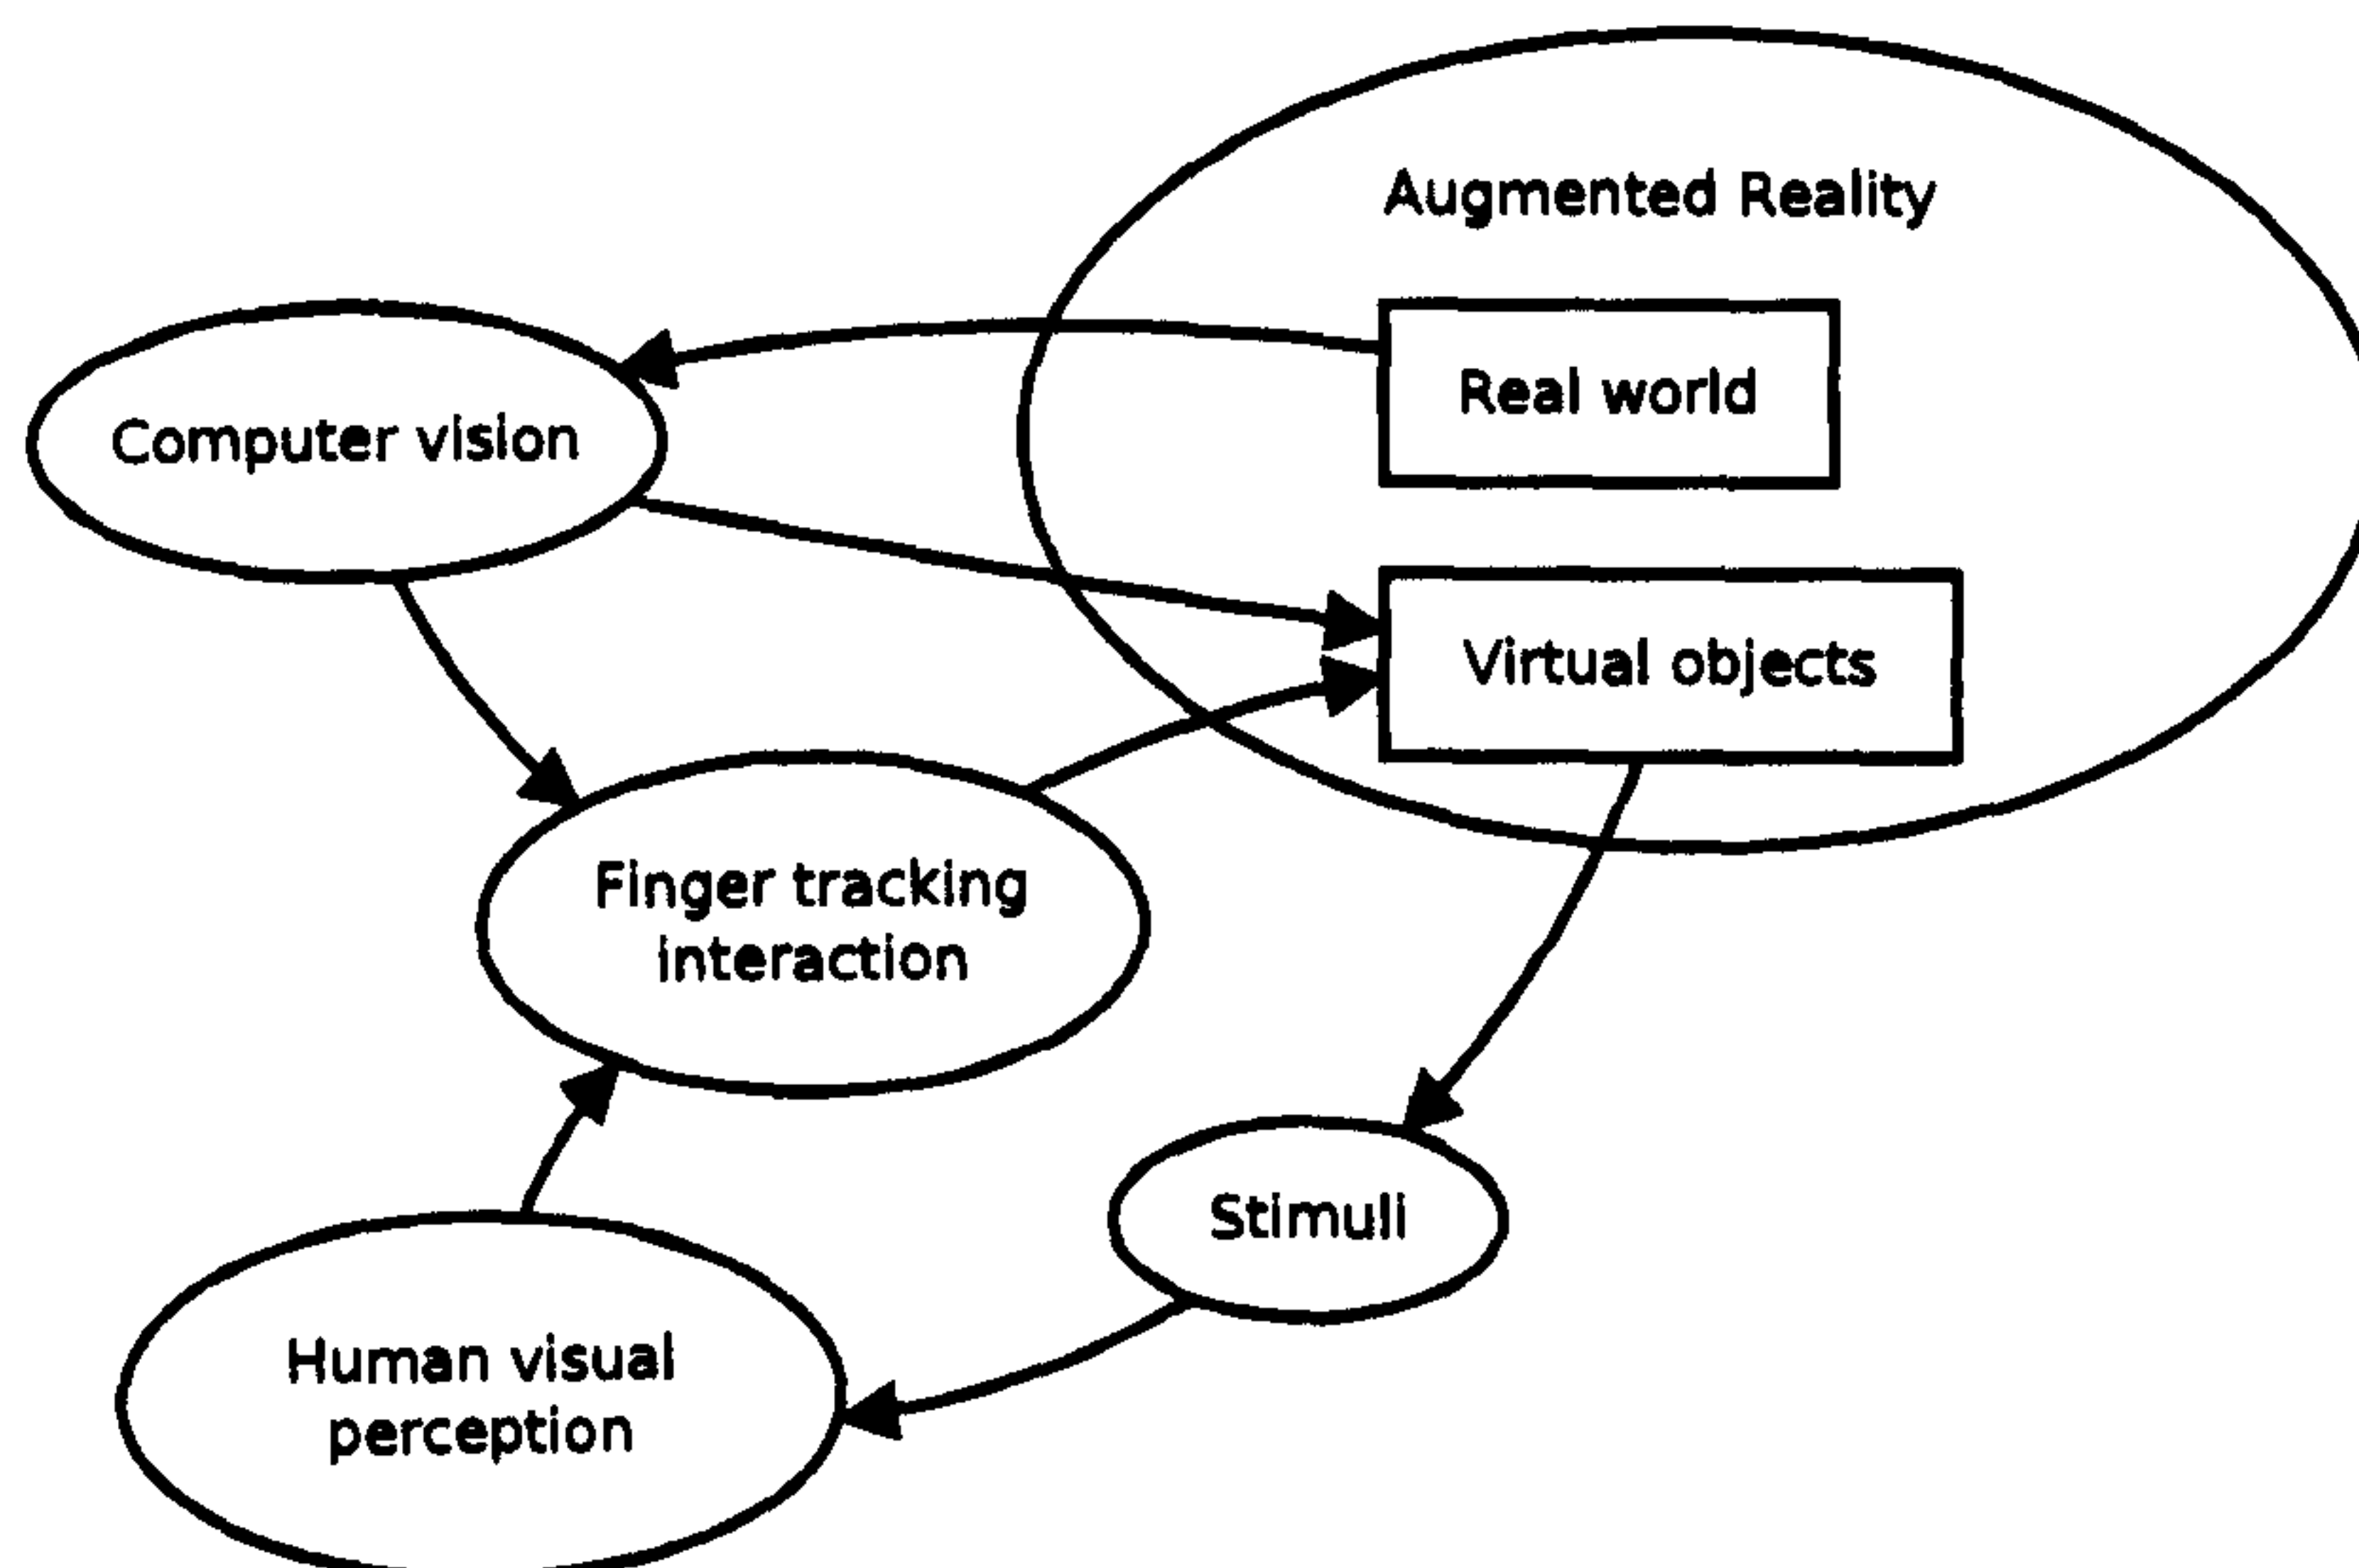 Augmented Reality
Real world
Computer vision
Virtual objects
Finger tracking
interaction
Stimuli
Human visual
perception